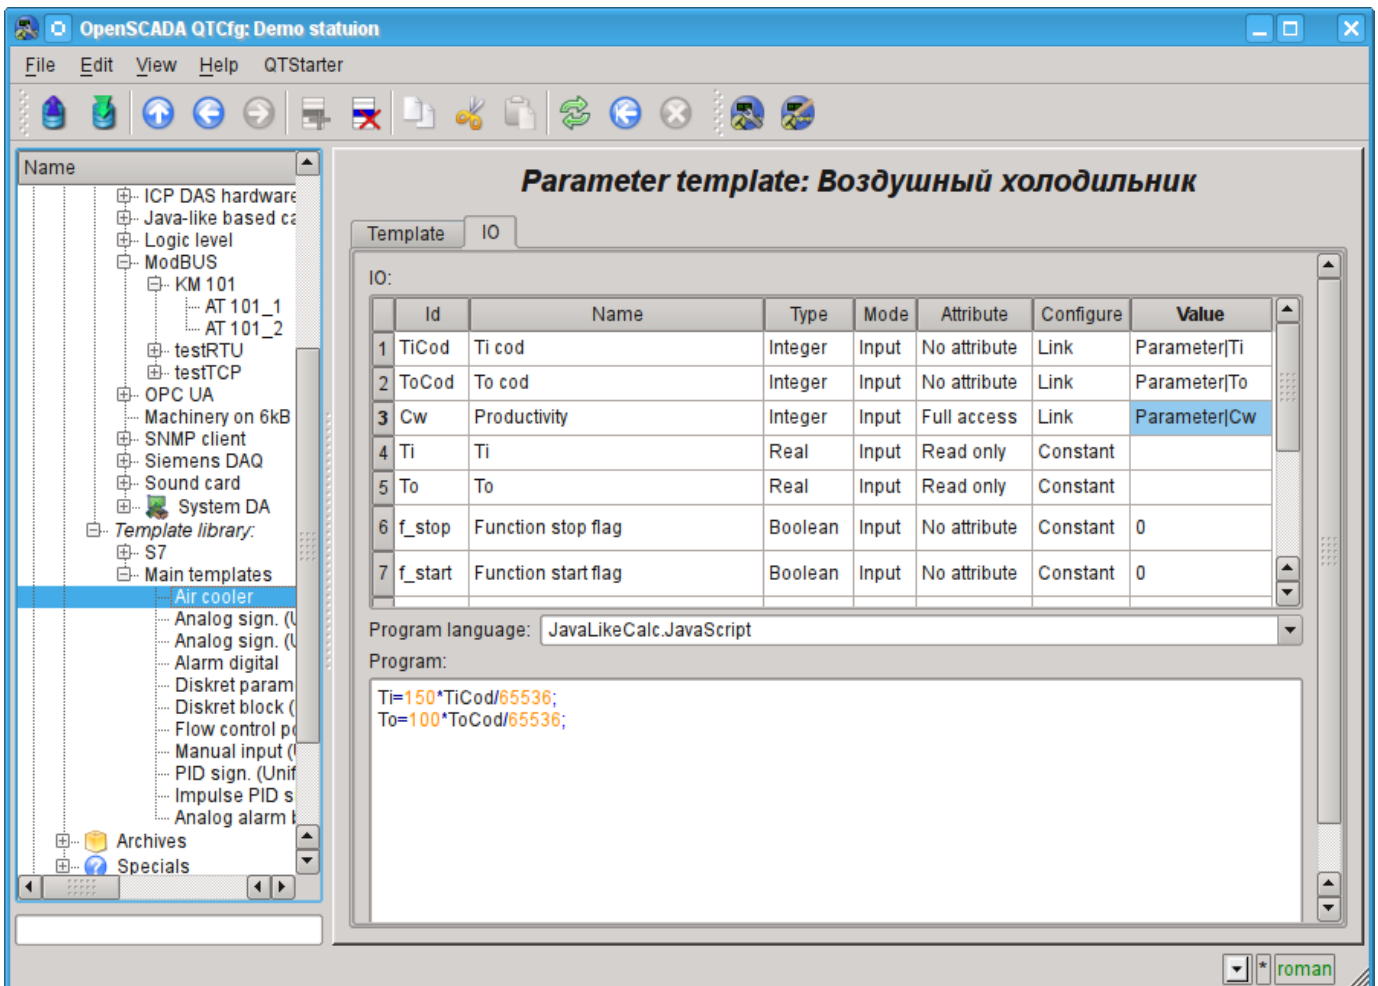 OpenSCADA QTCfg: Demo statuion
File Edit View Help QTStarter
Name
ICP DAS hardware
Java-like based ca
Logic level
ModBUS
KM 101
AT 101_1
AT 101_2
testRTU
testTCP
OPC UA
Machinery on 6kB
SNMP client
Siemens DAQ
Sound card
System DA
Template library:
S7
Main templates
Air cooler
Analog sign. (U
Analog sign. (U
Alarm digital
Diskret param
Diskret block (
Flow control po
Manual input (
PID sign. (Unif
Impulse PID s
Analog alarm b
Archives
Specials
Parameter template: Воздушный холодильник
Template IO
IO:
Id Name Type Mode Attribute Configure Value
1 TiCod Ti cod Integer Input No attribute Link Parameter|Ti
2 ToCod To cod Integer Input No attribute Link Parameter|To
3 Cw Productivity Integer Input Full access Link Parameter|Cw
4 Ti Ti Real Input Read only Constant
5 To To Real Input Read only Constant
6 f_stop Function stop flag Boolean Input No attribute Constant 0
7 f_start Function start flag Boolean Input No attribute Constant 0
Program language: JavaLikeCalc.JavaScript
Program:
Ti=150*TiCod/65536;
To=100*ToCod/65536;
* roman